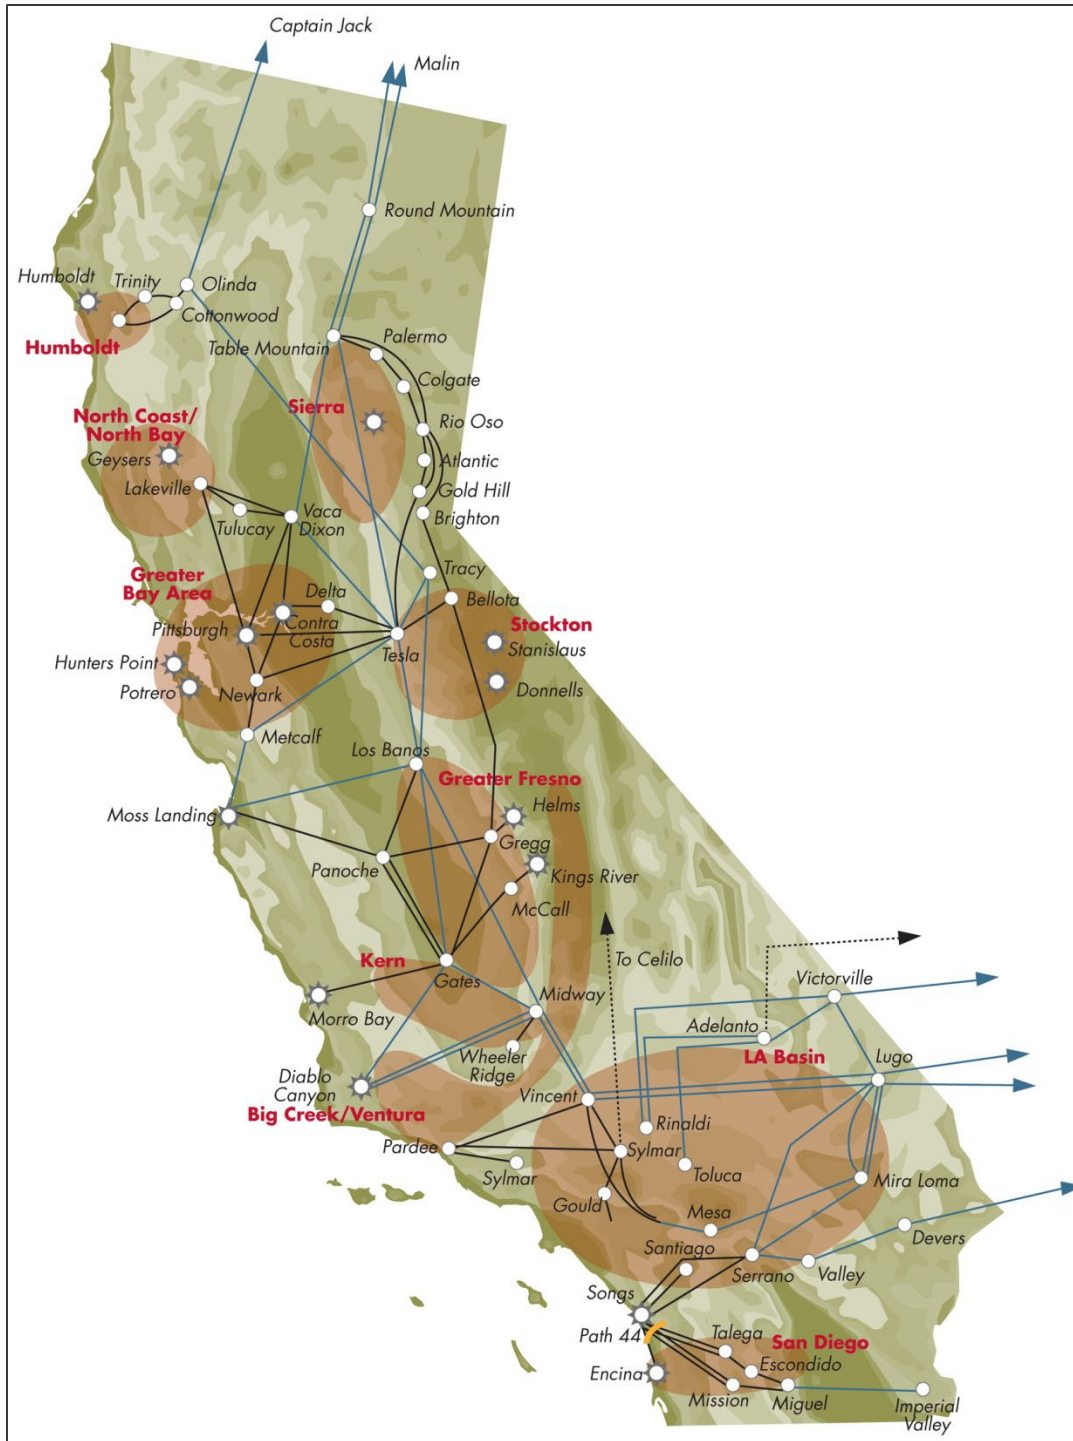 Captain Jack
Malin
Round Mountain
Humboldt
Trinity
Olinda
Cottonwood
Humboldt
Table Mountain
Palermo
Colgate
Sierra
Rio Oso
North Coast/
North Bay
Geysers
Atlantic
Lakeville
Gold Hill
Brighton
Tulucay
Vaca
Dixon
Greater
Bay Area
Tracy
Delta
Bellota
Pittsburgh
Contra
Costa
Stockton
Tesla
Stanislaus
Hunters Point
Potrero
Newark
Donnells
Metcalf
Los Banos
Greater Fresno
Helms
Moss Landing
Gregg
Panoche
Kings River
McCall
Kern
Gates
To Celilo
Midway
Morro Bay
Victorville
Adelanto
LA Basin
Wheeler
Ridge
Lugo
Diablo
Canyon
Vincent
Big Creek/Ventura
Rinaldi
Pardee
Sylmar
Sylmar
Toluca
Mira Loma
Gould
Mesa
Devers
Santiago
Serrano
Valley
Songs
Path 44
Talega
San Diego
Escondido
Encina
Mission
Miguel
Imperial
Valley